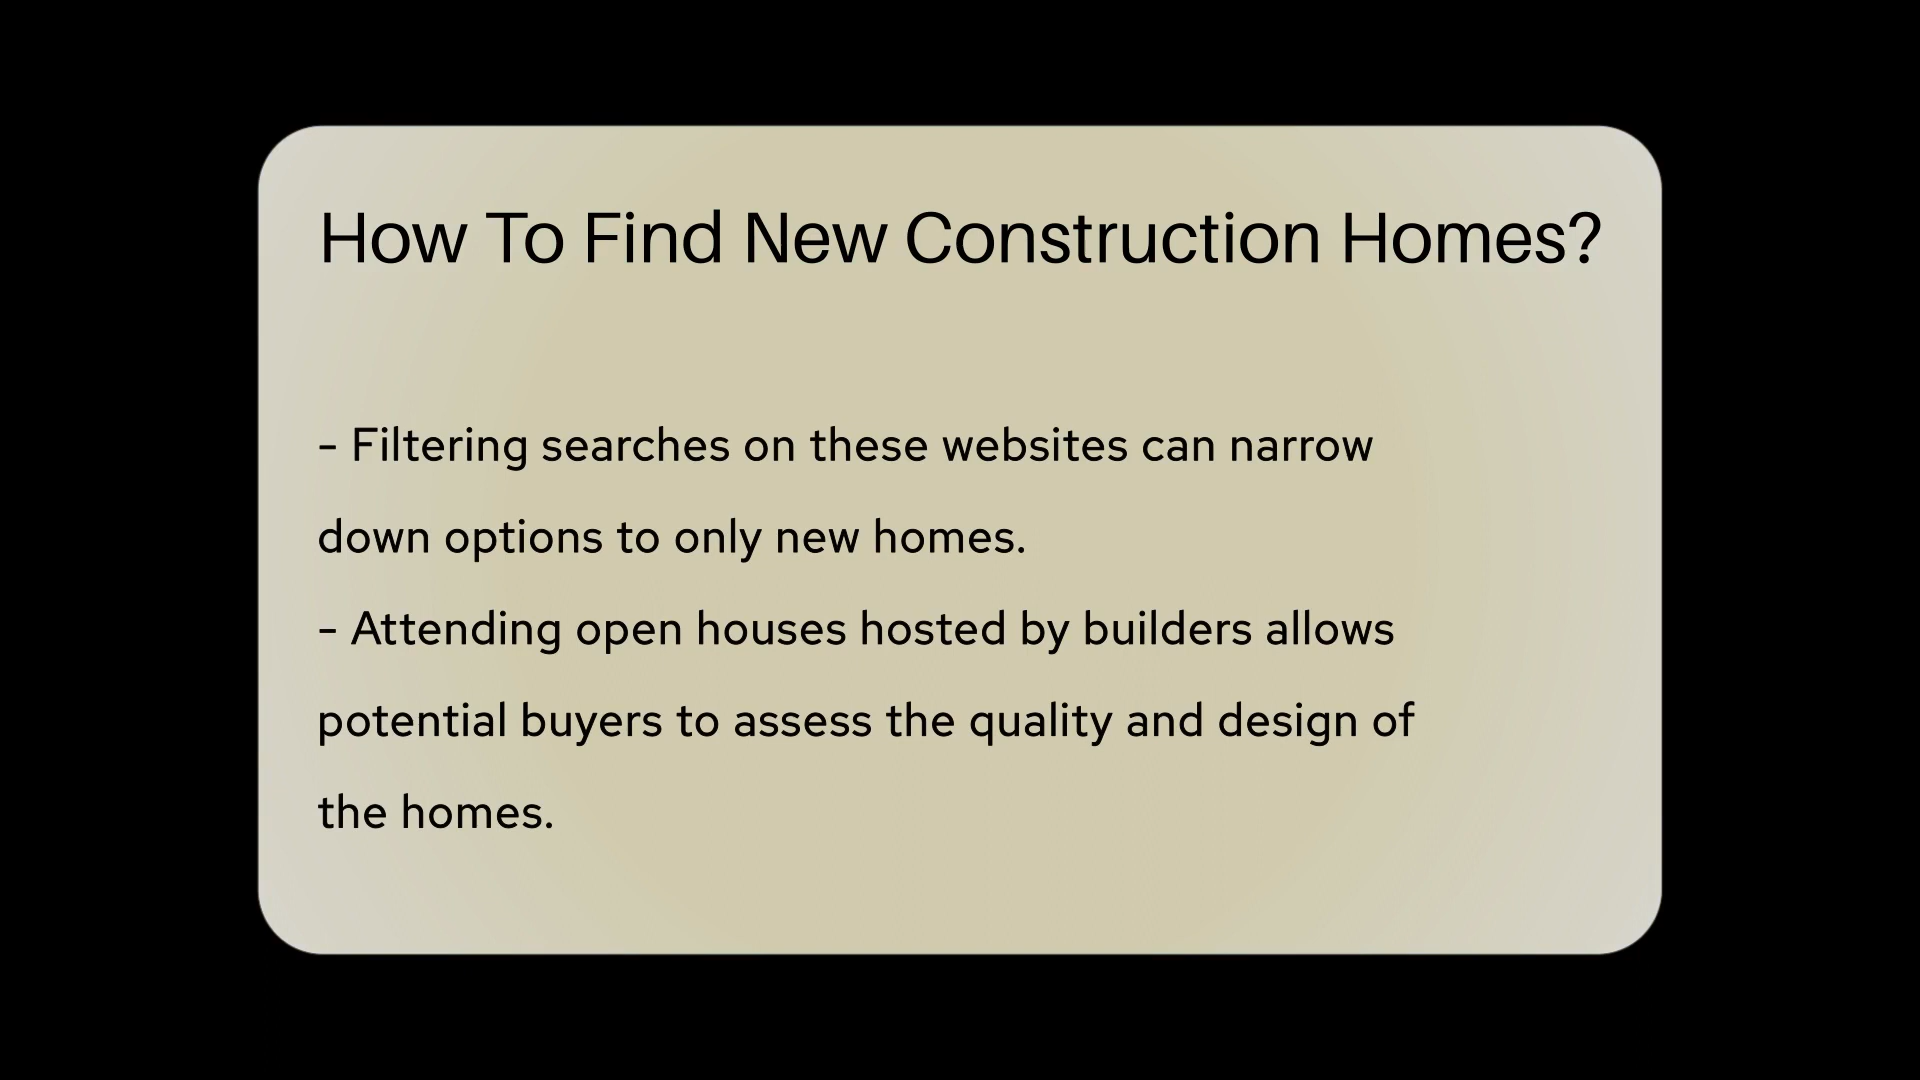 How To Find New Construction Homes?
- Filtering searches on these websites can narrow
down options to only new homes.
- Attending open houses hosted by builders allows
potential buyers to assess the quality and design of
the homes.